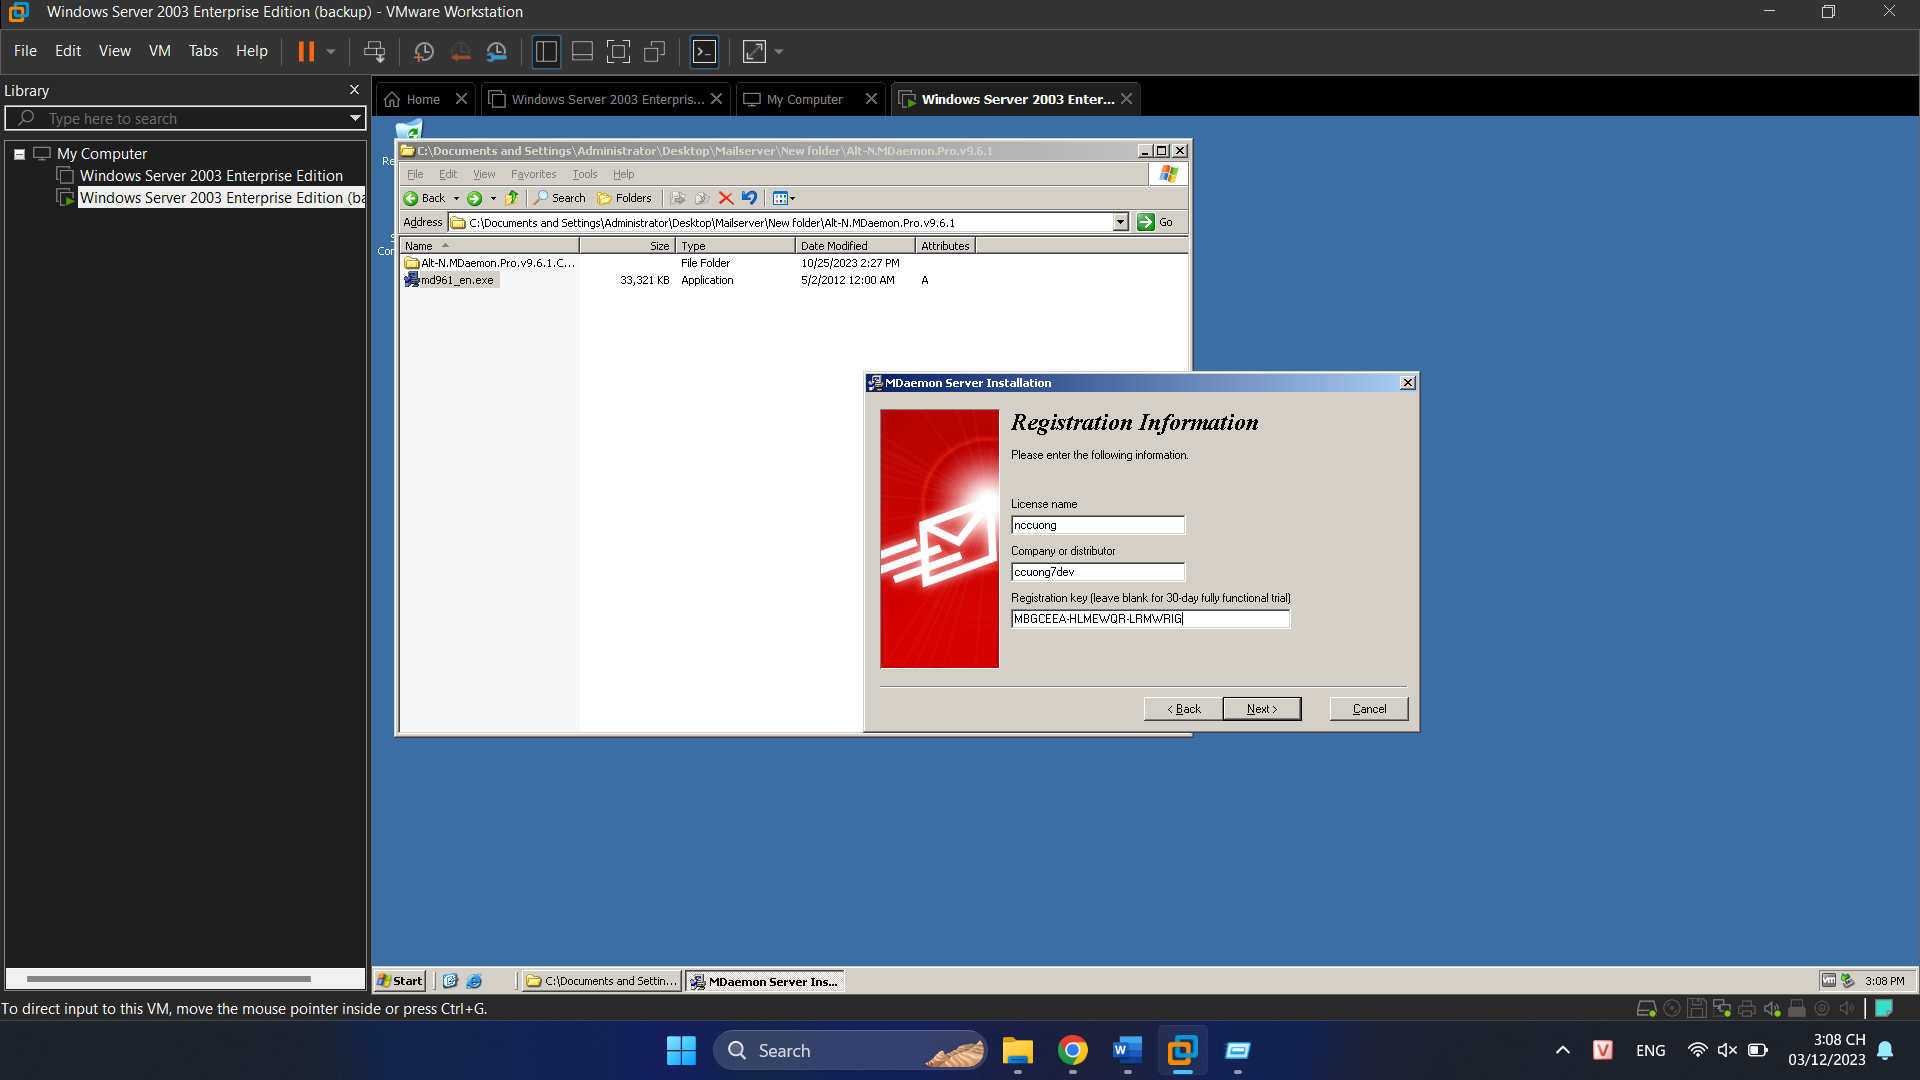 Windows Server 2003 Enterprise Edition (backup) - VMware Workstation
File Edit View VM Tabs Help
Library
Type here to search
My Computer
Windows Server 2003 Enterprise Edition
Windows Server 2003 Enterprise Edition (ba
Home
Windows Server 2003 Enterpris...
My Computer
Windows Server 2003 Enter...
Re
Cor
C:\Documents and Settings\Administrator\Desktop\Mailserver\New folder\Alt-N.MDaemon.Pro.v9.6.1
File Edit View Favorites Tools Help
Back Search Folders
Address C:\Documents and Settings\Administrator\Desktop\Mailserver\New folder\Alt-N.MDaemon.Pro.v9.6.1 Go
Name Size Type Date Modified Attributes
Alt-N.MDaemon.Pro.v9.6.1.C... File Folder 10/25/2023 2:27 PM
md961_en.exe 33,321 KB Application 5/2/2012 12:00 AM A
MDaemon Server Installation
Registration Information
Please enter the following information.
License name
nccuong
Company or distributor
ccuong7dev
Registration key (leave blank for 30-day fully functional trial)
MBGCEEA-HLMEWQR-LRMWRIG
< Back Next > Cancel
Start
C:\Documents and Settin...
MDaemon Server Ins...
vm
3:08 PM
To direct input to this VM, move the mouse pointer inside or press Ctrl+G.
Search
W
V
ENG
3:08 CH
03/12/2023